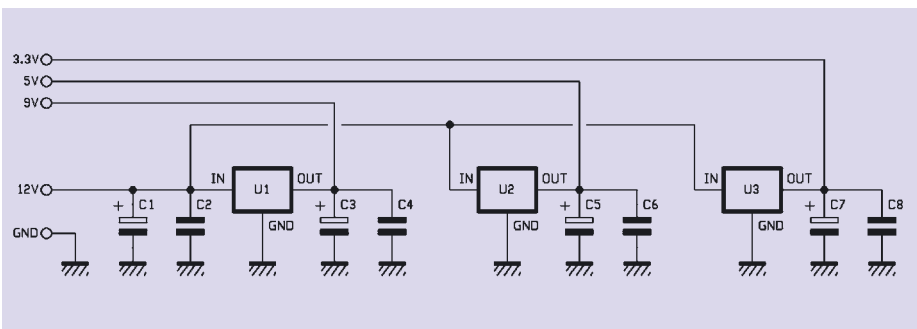 3.3V
5V
9V
12V
IN U1 OUT
IN U2 OUT
IN U3 OUT
+ C1 C2
+ C3 C4
+ C5 C6
+ C7 C8
GND
GND
GND
GND